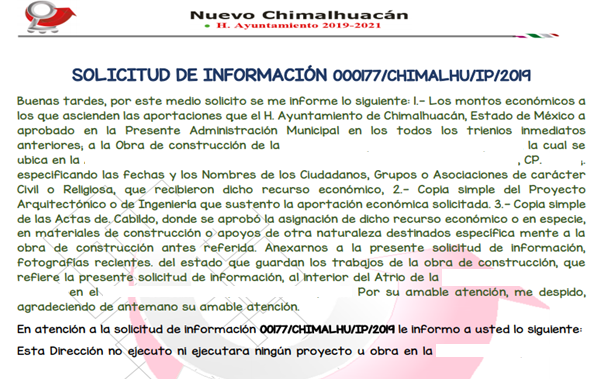 Nuevo Chimalhuacán
• H. Ayuntamiento 2019-2021
SOLICITUD DE INFORMACIÓN 000177/CHIMALHU/IP/2019
Buenas tardes, por este medio solicito se me informe lo siguiente: 1.- Los montos económicos a
los que ascienden las aportaciones que el H. Ayuntamiento de Chimalhuacán, Estado de México a
aprobado en la Presente Administración Municipal en los todos los trienios inmediatos
anteriores; a la Obra de construcción de la la cual se
ubica en la , CP.
especificando las fechas y los Nombres de los Ciudadanos, Grupos o Asociaciones de carácter
Civil o Religiosa, que recibieron dicho recurso económico, 2.- Copia simple del Proyecto
Arquitectónico o de Ingeniería que sustento la aportación económica solicitada. 3.- Copia simple
de las Actas de. Cabildo, donde se aprobó la asignación de dicho recurso económico o en especie,
en materiales de construcción o apoyos de otra naturaleza destinados especifica mente a la
obra de construcción antes referida. Anexarnos a la presente solicitud de información,
fotografías recientes. del estado que guardan los trabajos de la obra de construcción, que
refiere la presente solicitud de información, al interior del Atrio de la
en el Por su amable atención, me despido,
agradeciendo de antemano su amable atención.
En atención a la solicitud de información 00177/CHIMALHU/IP/2019 le informo a usted lo siguiente:
Esta Dirección no ejecuto ni ejecutara ningún proyecto u obra en la